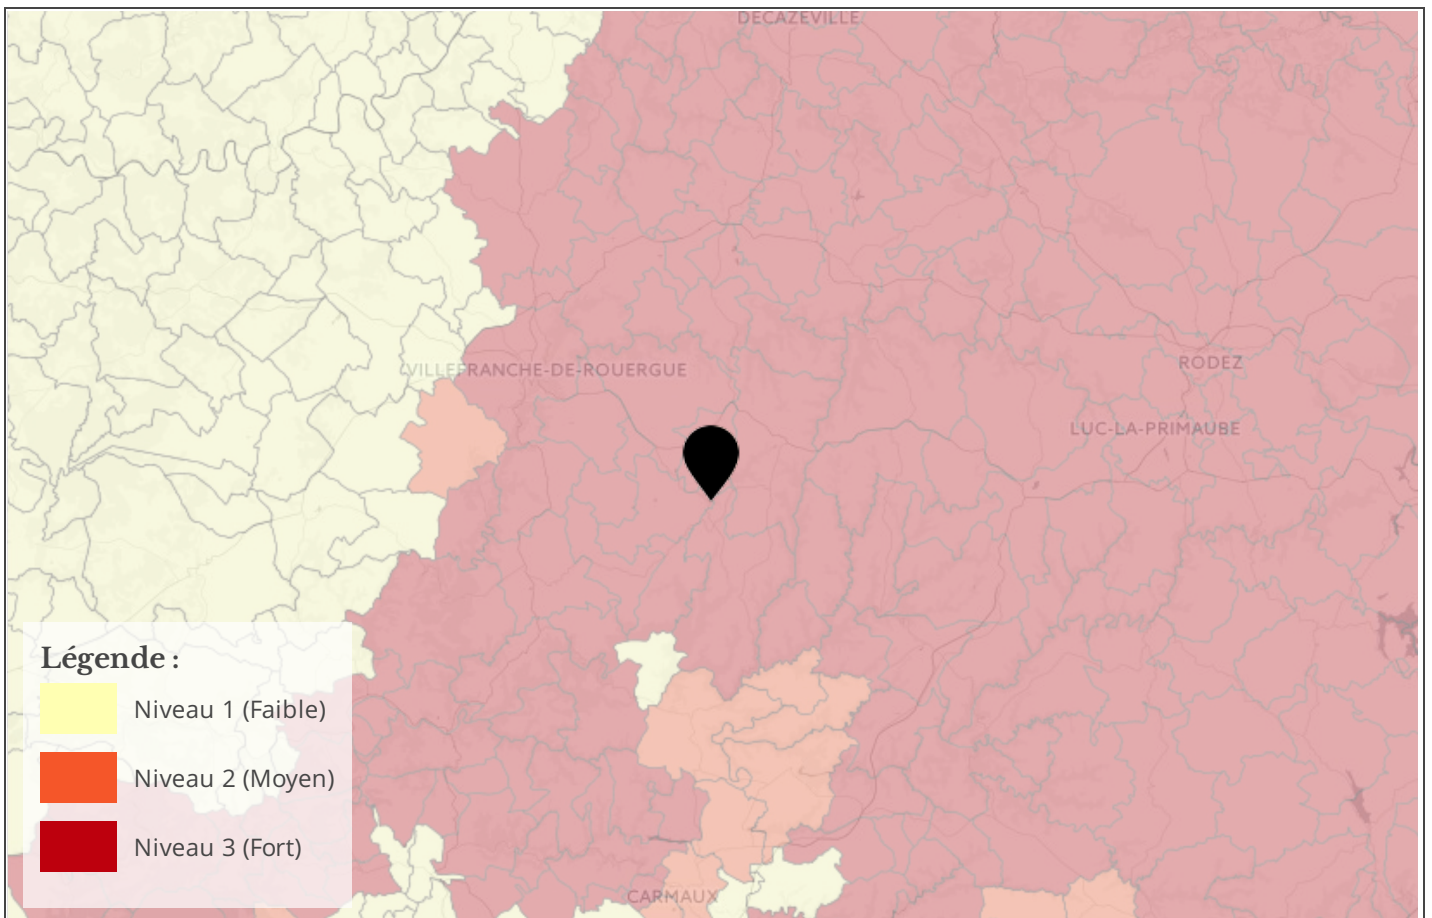 DECAZEVILLE
VILLEFRANCHE-DE-ROUERGUE
RODEZ
LUC-LA-PRIMAUBE
Légende :
Niveau 1 (Faible)
Niveau 2 (Moyen)
Niveau 3 (Fort)
CARMAUX